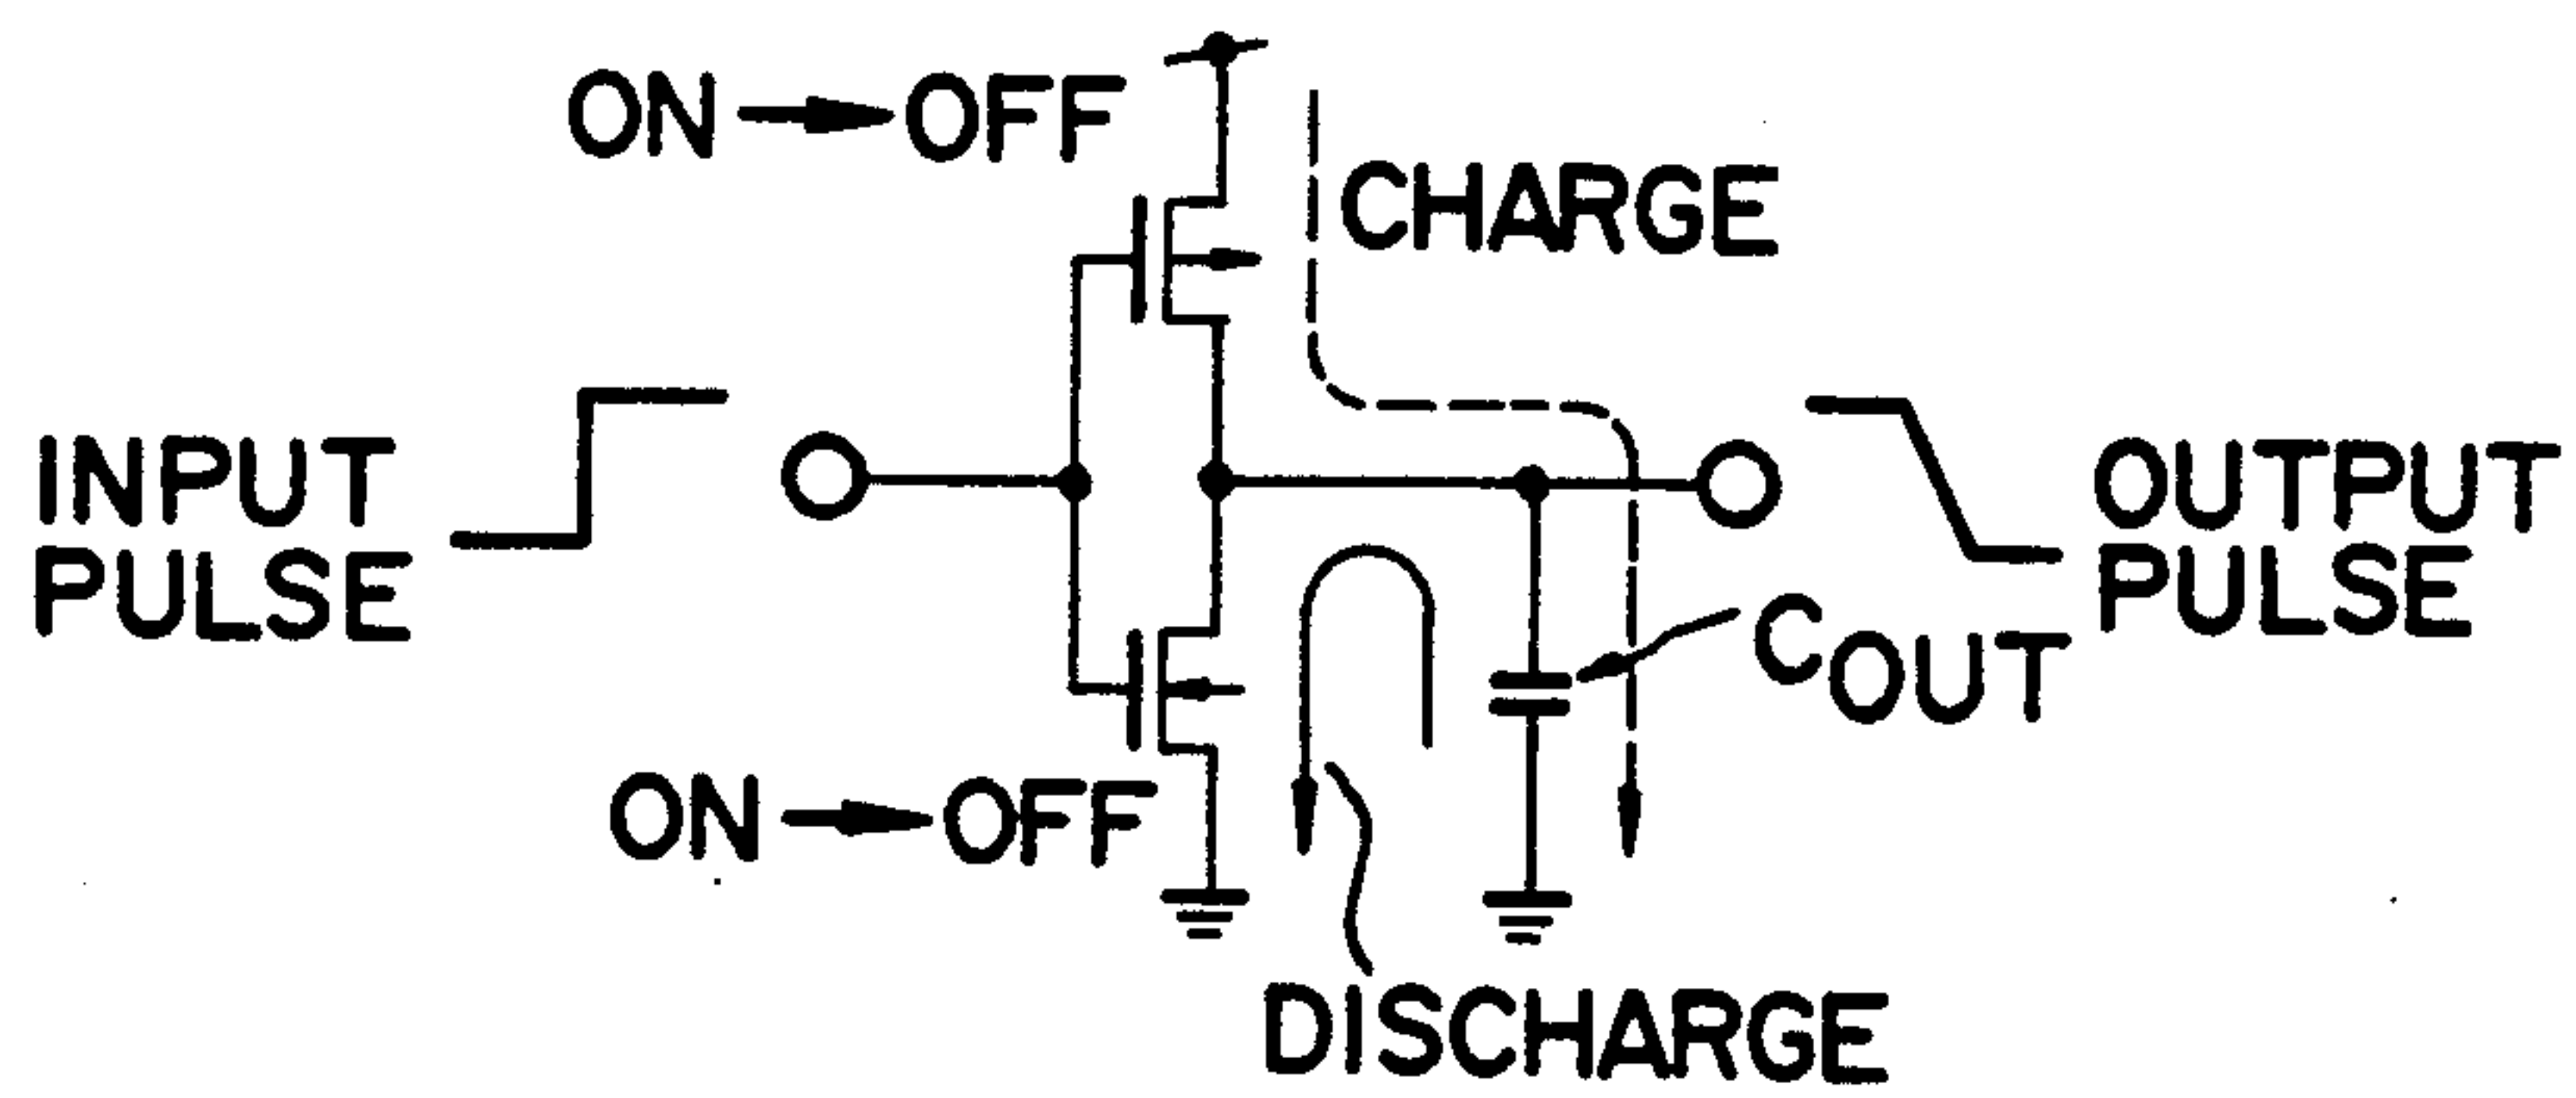 ON → OFF
CHARGE
INPUT
PULSE
OUTPUT
PULSE
COUT
ON → OFF
DISCHARGE